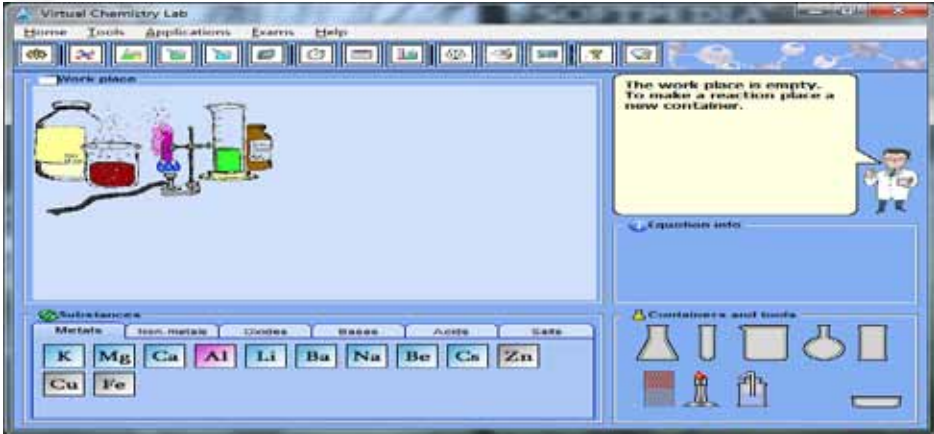 Virtual Chemistry Lab
Home Tools Applications Exams Help
Work place
The work place is empty.
To make a reaction place a
new container.
Equation info
Substances
Metals Non metals Oxides Bases Acids Salts
K Mg Ca Al Li Ba Na Be Cs Zn
Cu Fe
Containers and tools